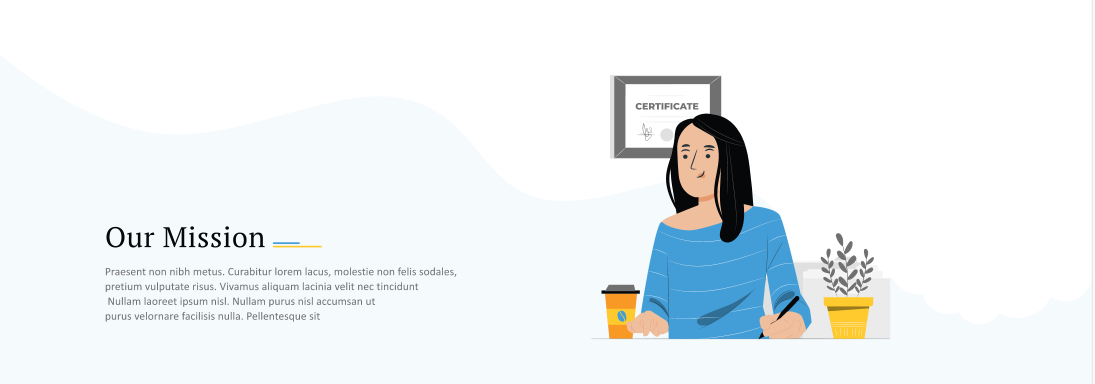 CERTIFICATE
Our Mission
Praesent non nibh metus. Curabitur lorem lacus, molestie non felis sodales,
pretium vulputate risus. Vivamus aliquam lacinia velit nec tincidunt
Nullam laoreet ipsum nisl. Nullam purus nisl accumsan ut
purus velornare facilisis nulla. Pellentesque sit